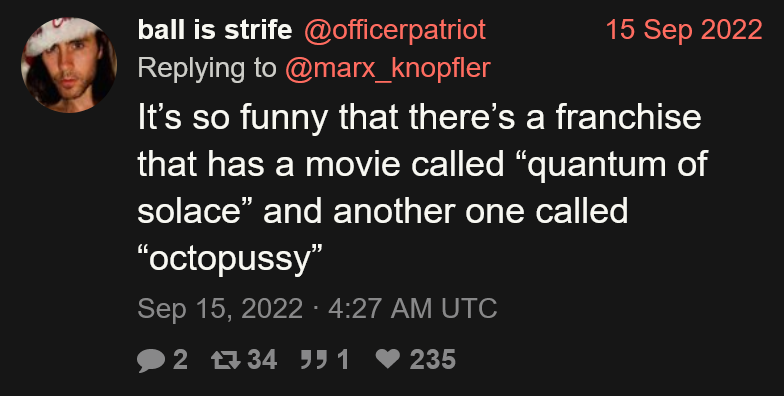 ball is strife @officerpatriot 15 Sep 2022
Replying to @marx_knopfler
It’s so funny that there’s a franchise
that has a movie called “quantum of
solace” and another one called
“octopussy”
Sep 15, 2022 · 4:27 AM UTC
2 34 1 235